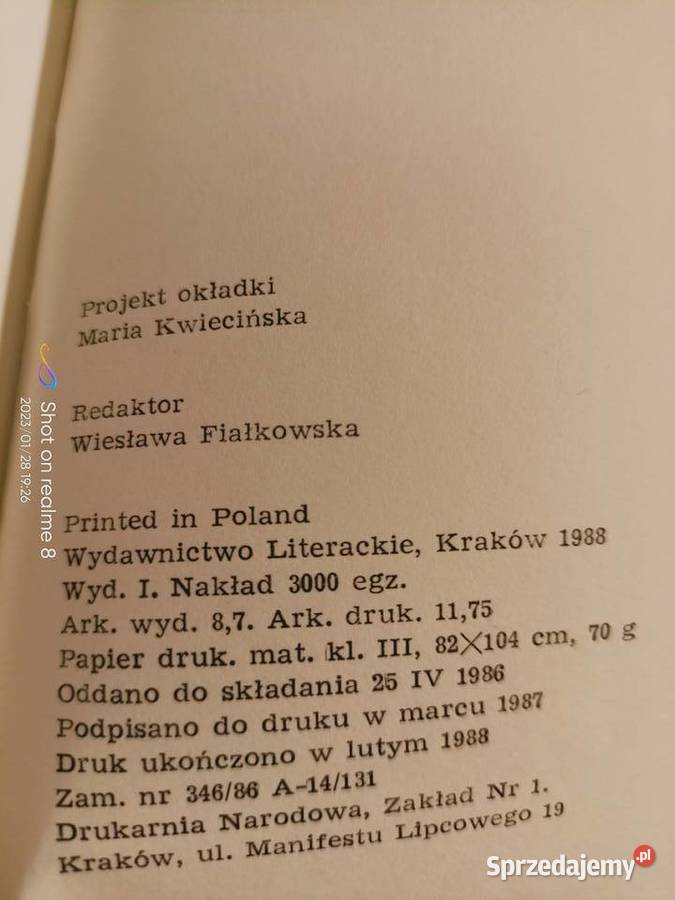 Projekt okładki
Maria Kwiecińska
Redaktor
Wiesława Fiałkowska
Printed in Poland
Wydawnictwo Literackie, Kraków 1988
Wyd. I. Nakład 3000 egz.
Ark. wyd. 8,7. Ark. druk. 11,75
Papier druk. mat. kl. III, 82×104 cm, 70 g
Oddano do składania 25 IV 1986
Podpisano do druku w marcu 1987
Druk ukończono w lutym 1988
Zam. nr 346/86 A-14/131
Drukarnia Narodowa, Zakład Nr 1.
Kraków, ul. Manifestu Lipcowego 19
Shot on realme 8
2023/01/28 19:26
Sprzedajemy.pl